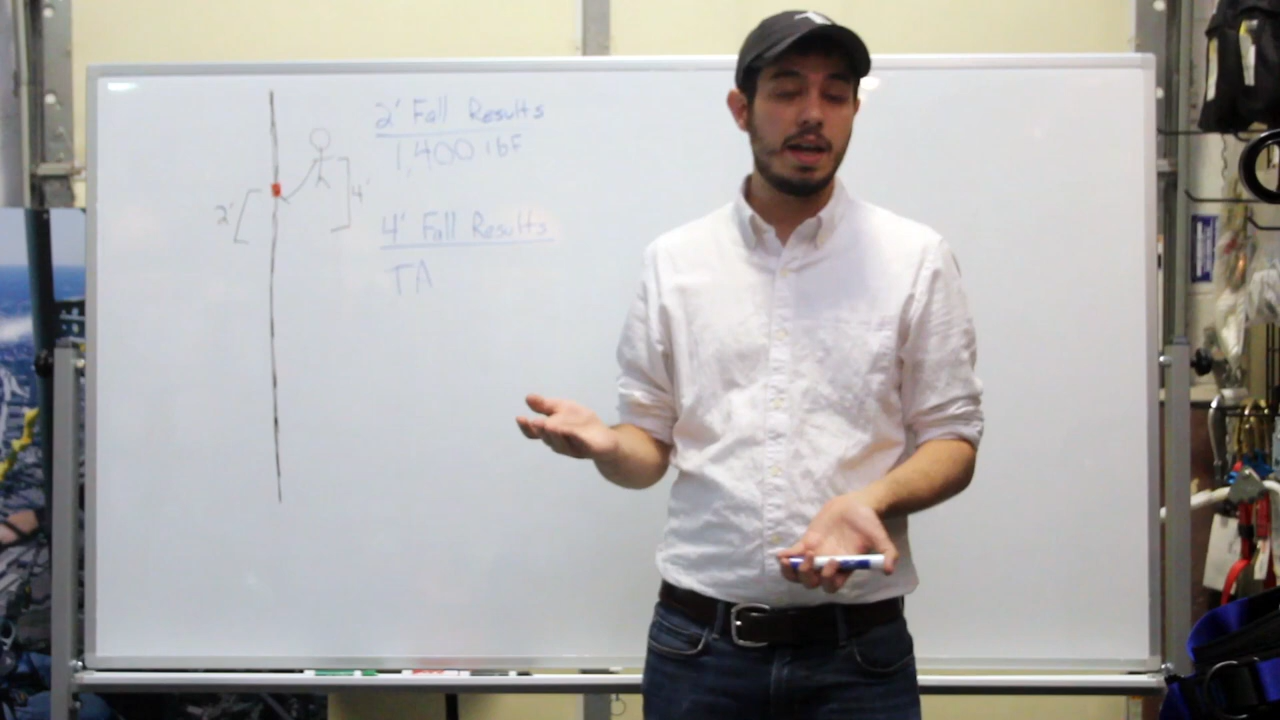 2' Fall Results
1,400 lbF
2'
4'
4' Fall Results
TA